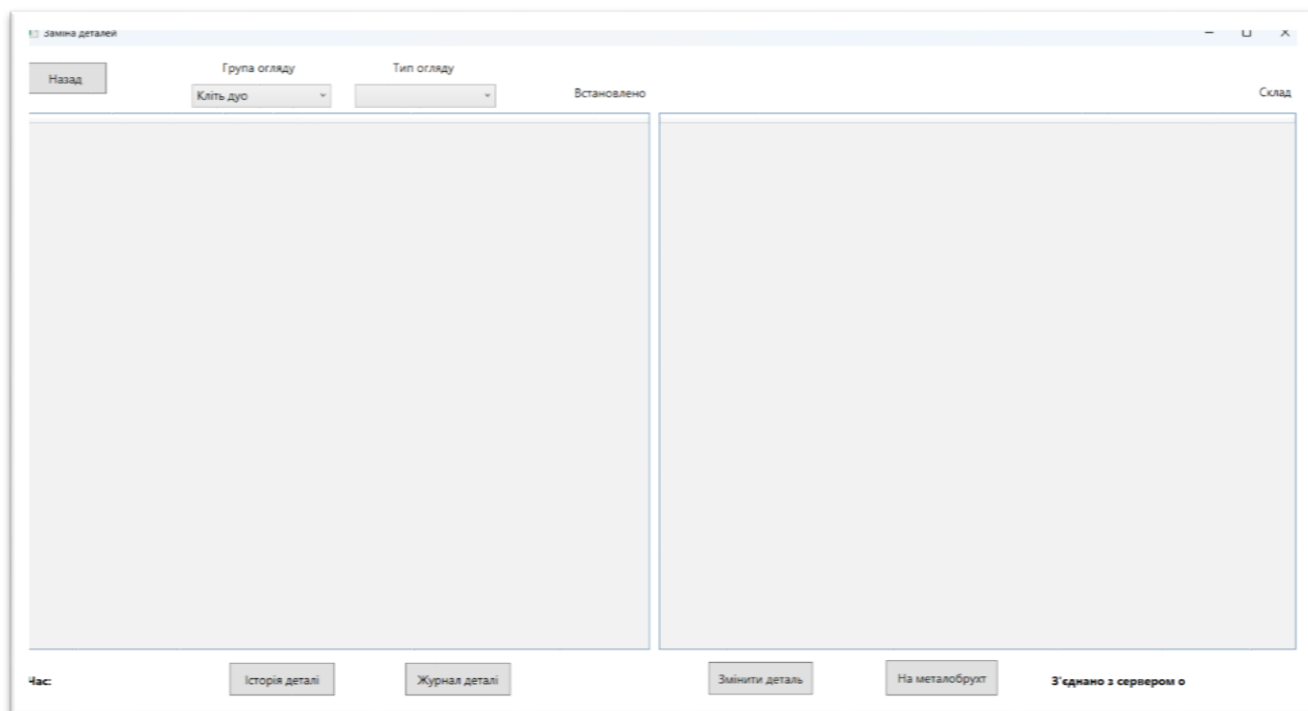 Заміна деталей
Назад
Група огляду
Тип огляду
Кліть дуо
Встановлено
Склад
Час:
Історія деталі
Журнал деталі
Змінити деталь
На металобрухт
З'єднано з сервером о